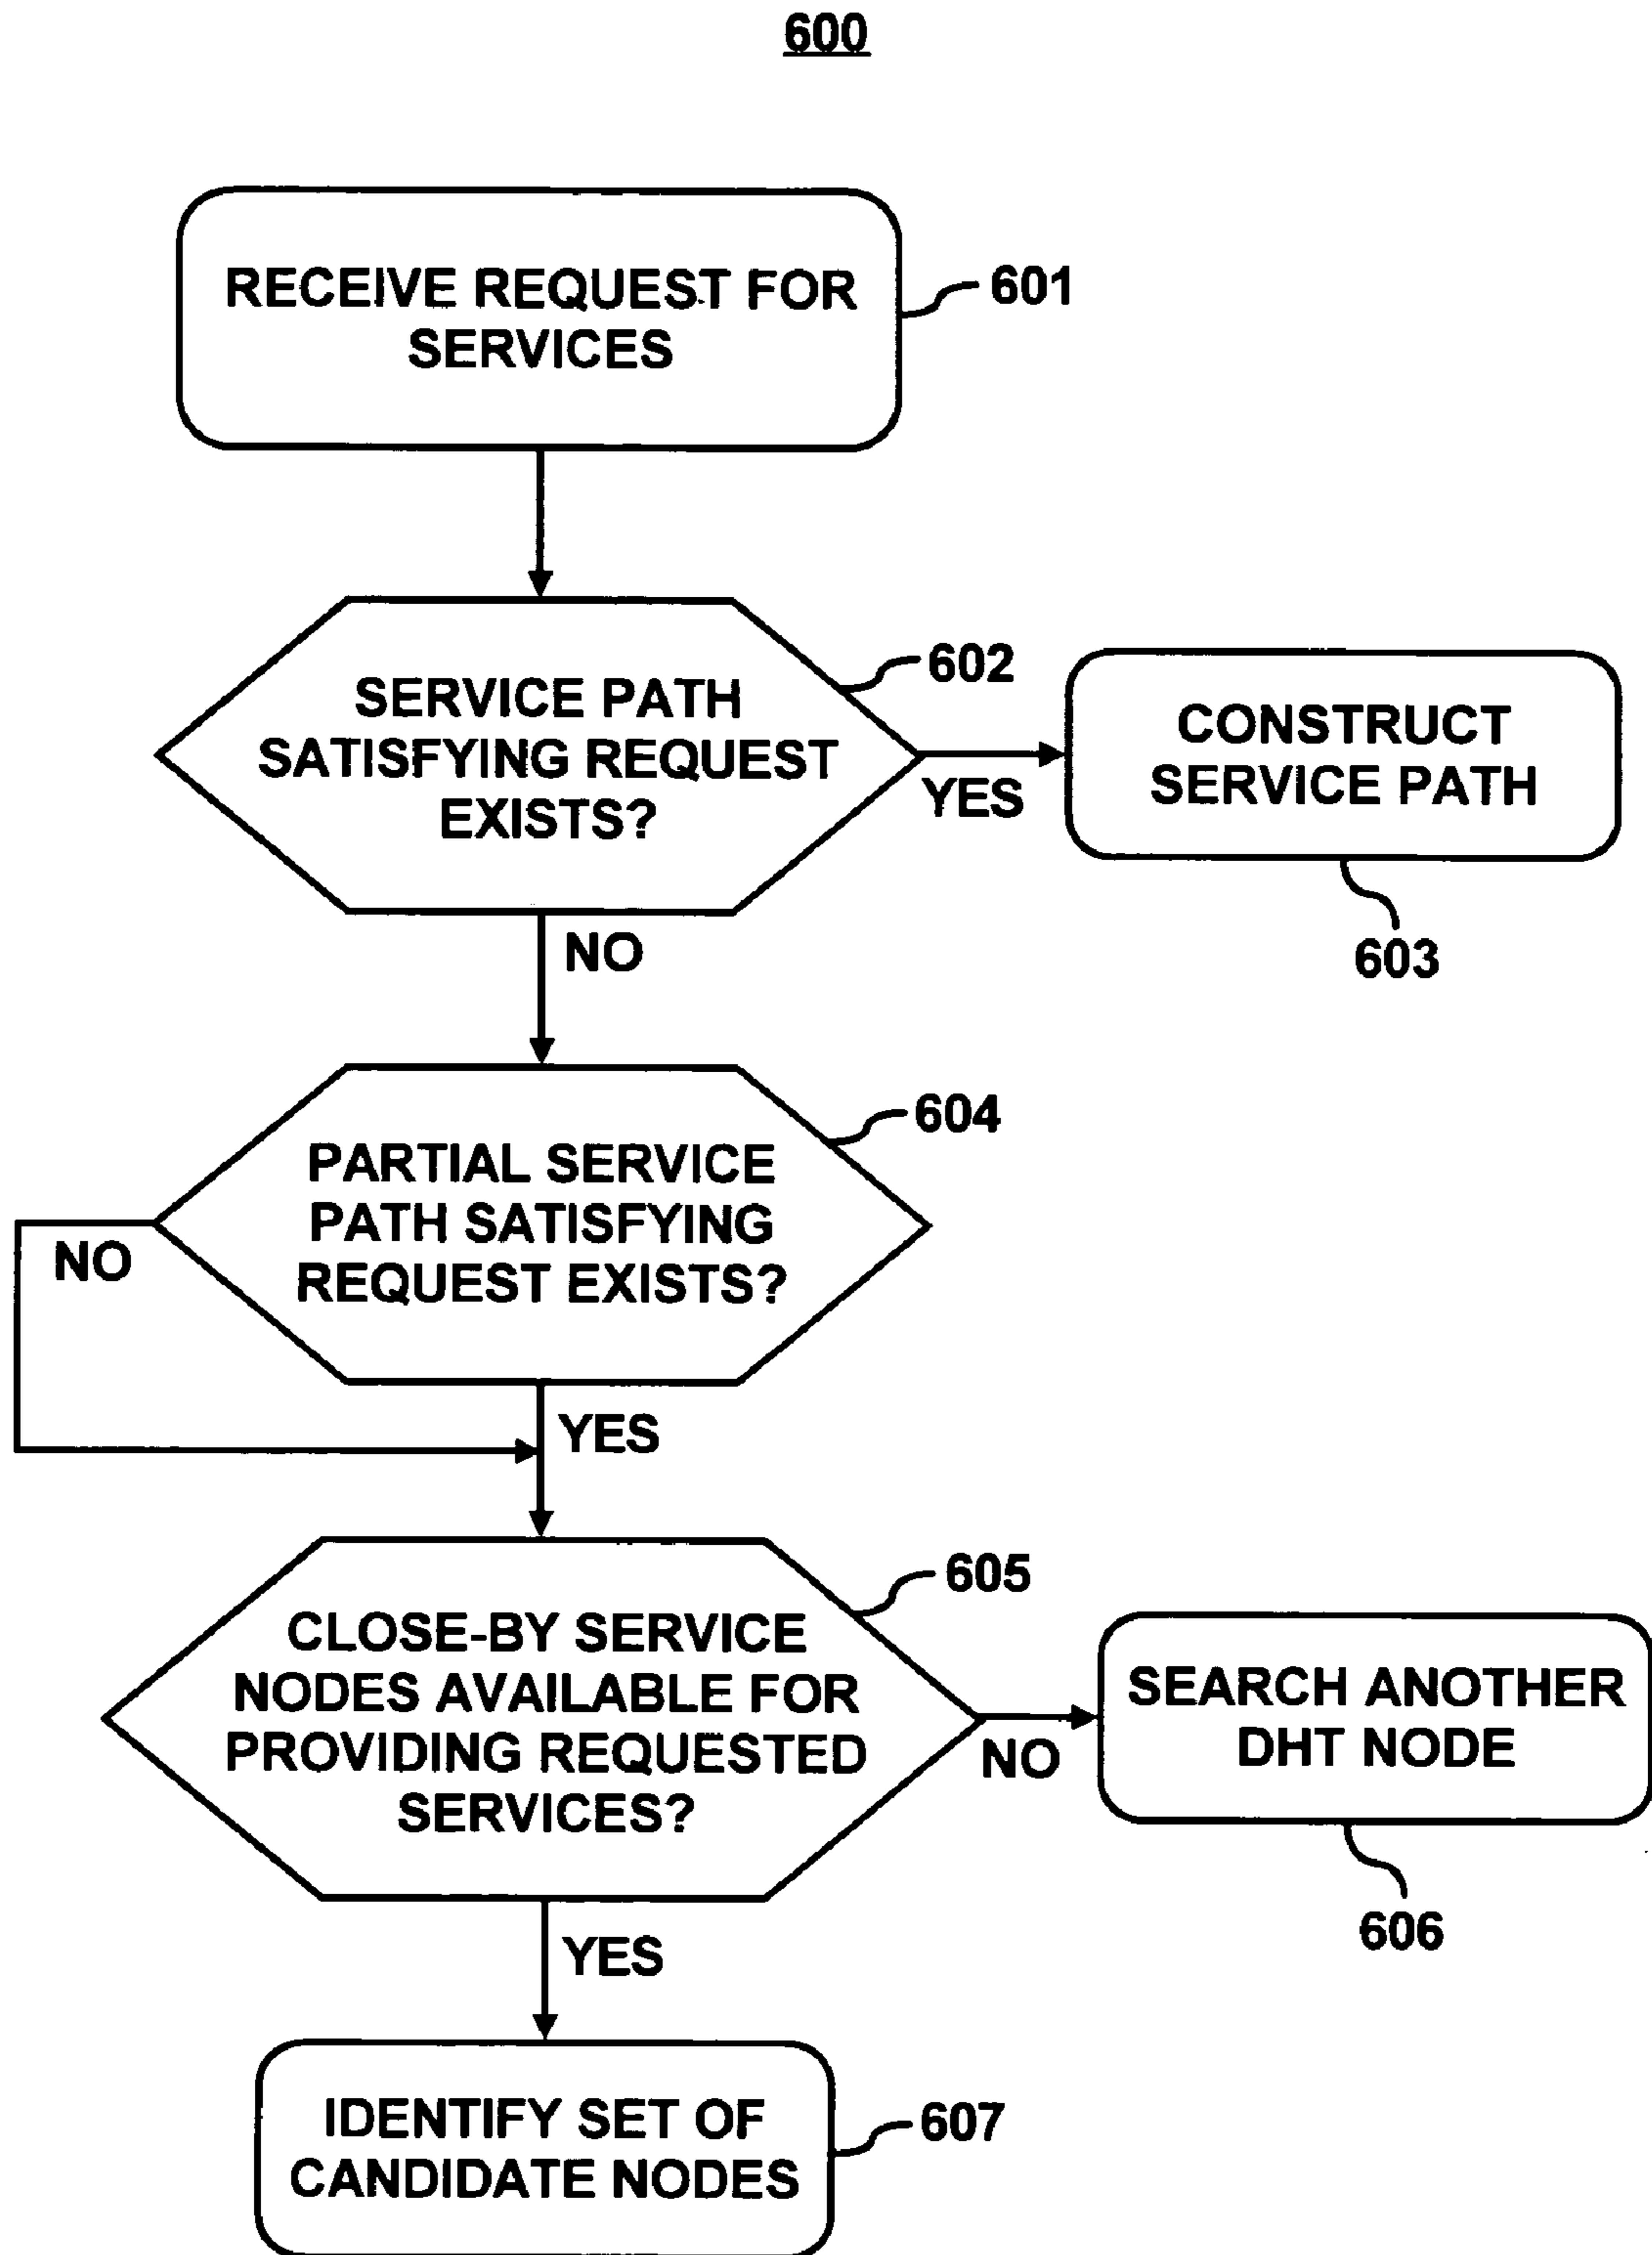 600
RECEIVE REQUEST FOR
SERVICES
601
SERVICE PATH
SATISFYING REQUEST
EXISTS?
602
YES
CONSTRUCT
SERVICE PATH
603
NO
PARTIAL SERVICE
PATH SATISFYING
REQUEST EXISTS?
604
NO
YES
CLOSE-BY SERVICE
NODES AVAILABLE FOR
PROVIDING REQUESTED
SERVICES?
605
NO
SEARCH ANOTHER
DHT NODE
606
YES
IDENTIFY SET OF
CANDIDATE NODES
607